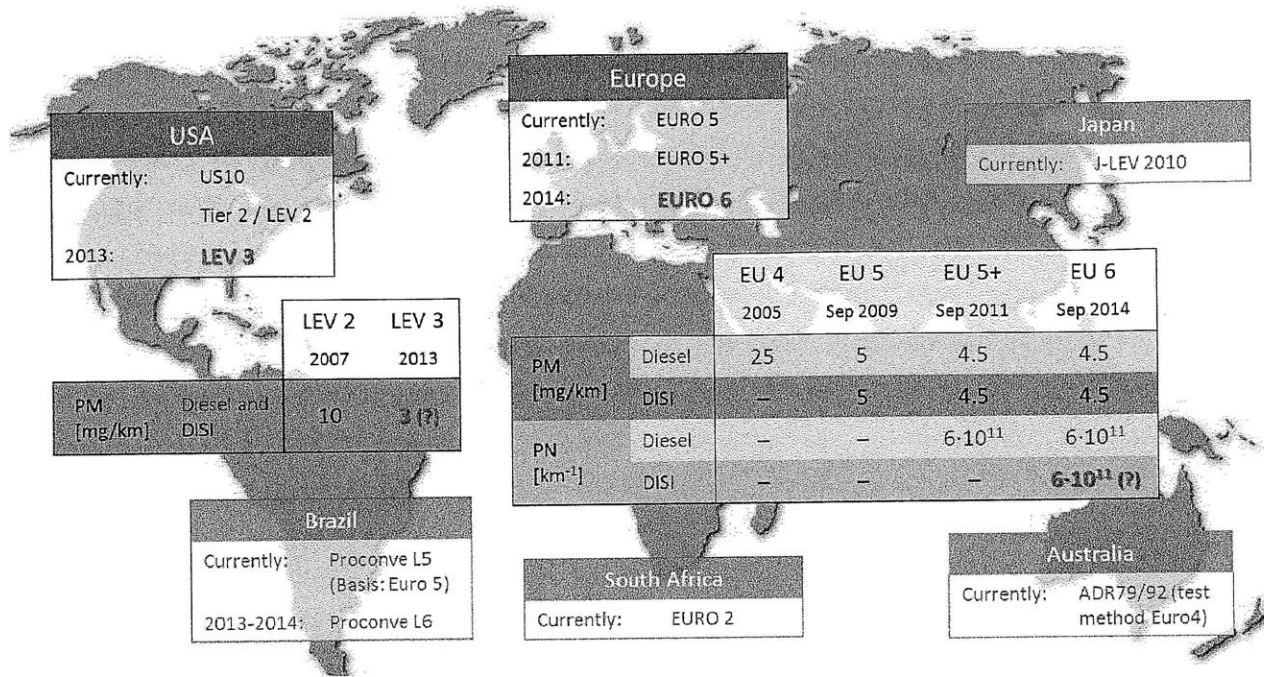 USA
Currently: US10
Tier 2 / LEV 2
2013: LEV 3
Europe
Currently: EURO 5
2011: EURO 5+
2014: EURO 6
Japan
Currently: J-LEV 2010
LEV 2 LEV 3
2007 2013
PM [mg/km] Diesel and DISI 10 3 (?)
EU 4 EU 5 EU 5+ EU 6
2005 Sep 2009 Sep 2011 Sep 2014
PM [mg/km]
Diesel 25 5 4.5 4.5
DISI – 5 4.5 4.5
PN [km⁻¹]
Diesel – – 6·10¹¹ 6·10¹¹
DISI – – – 6·10¹¹ (?)
Brazil
Currently: Proconve L5
(Basis: Euro 5)
2013-2014: Proconve L6
South Africa
Currently: EURO 2
Australia
Currently: ADR79/92 (test
method Euro4)